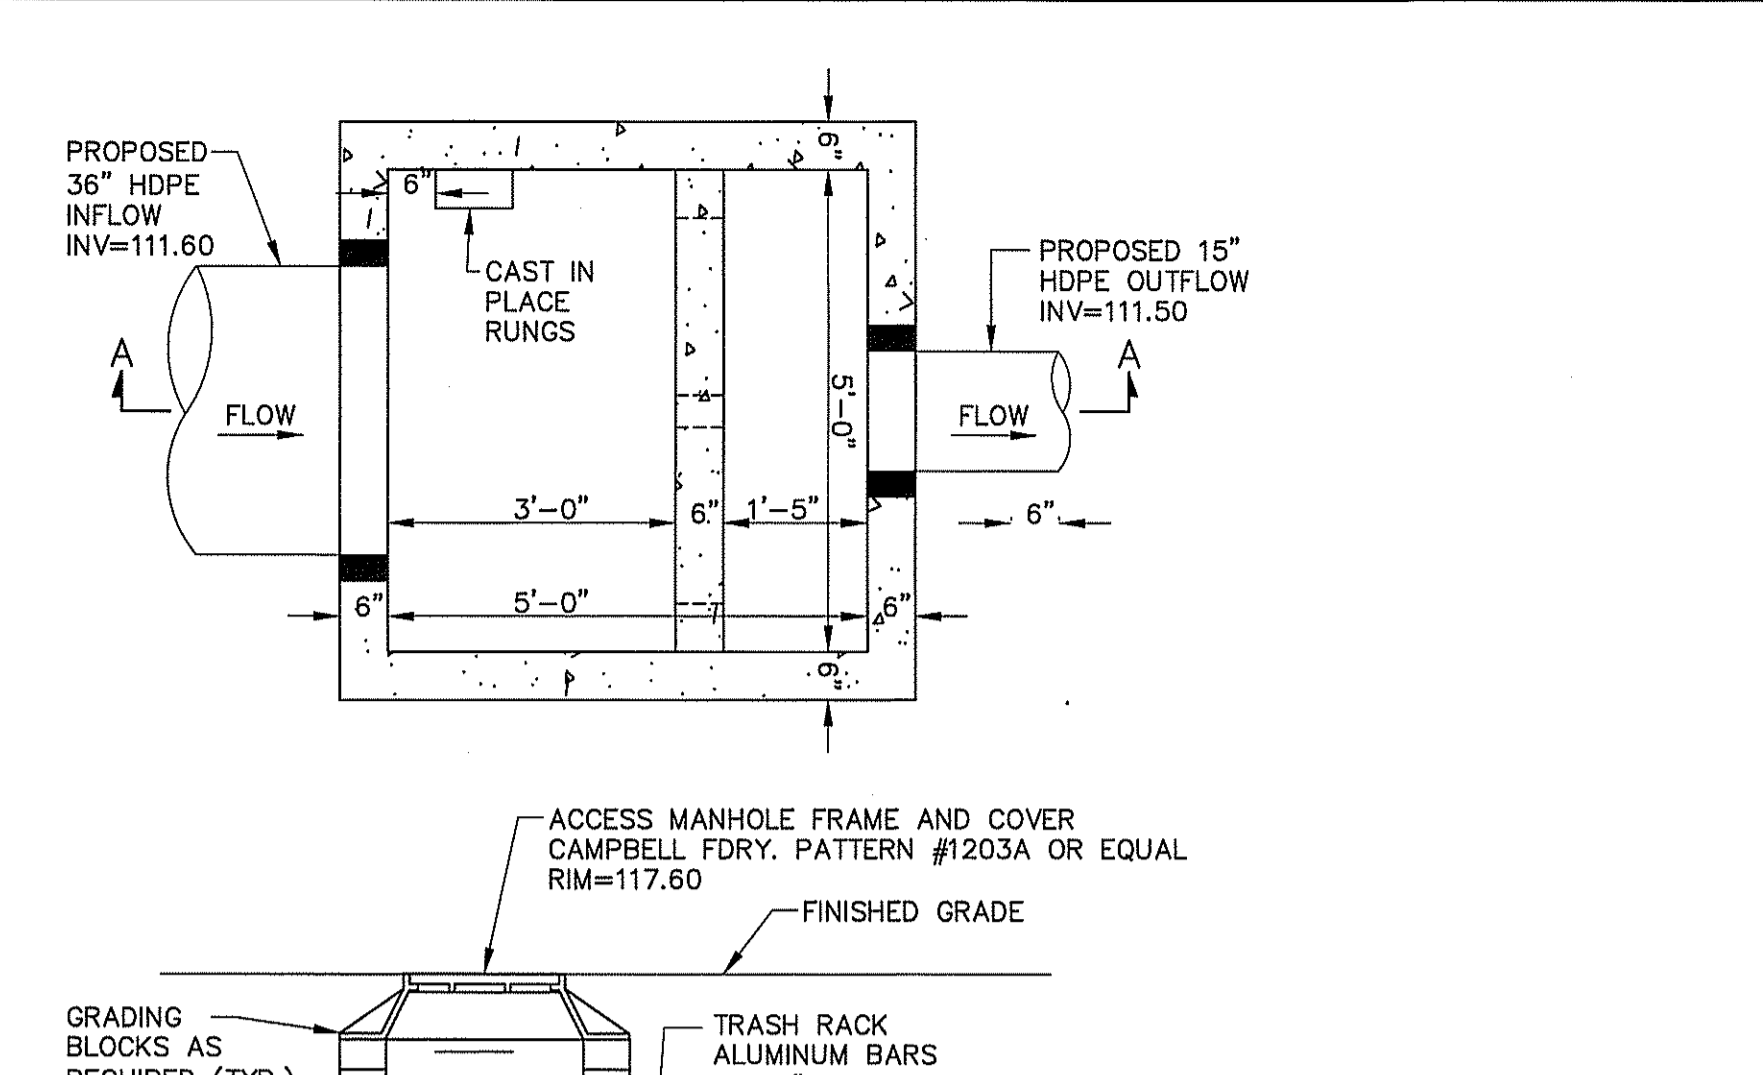 PROPOSED
36" HDPE
INFLOW
INV=111.60
6"
6"
CAST IN
PLACE
RUNGS
PROPOSED 15"
HDPE OUTFLOW
INV=111.50
A
A
FLOW
FLOW
5'-0"
3'-0"
6"
1'-5"
6"
6"
5'-0"
6"
6"
ACCESS MANHOLE FRAME AND COVER
CAMPBELL FDRY. PATTERN #1203A OR EQUAL
RIM=117.60
FINISHED GRADE
GRADING
BLOCKS AS
REQUIRED (TYP.)
TRASH RACK
ALUMINUM BARS